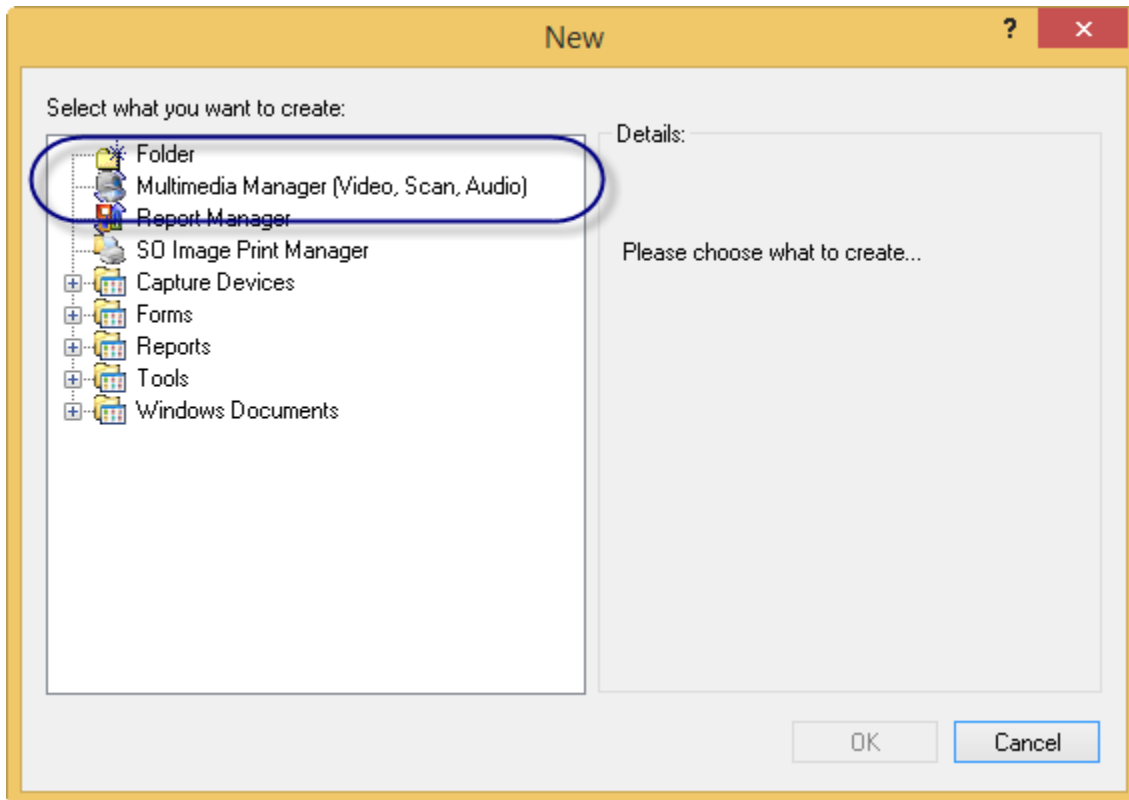 New
?
Select what you want to create:
Folder
Multimedia Manager (Video, Scan, Audio)
Report Manager
SO Image Print Manager
Capture Devices
Forms
Reports
Tools
Windows Documents
Details:
Please choose what to create...
OK
Cancel